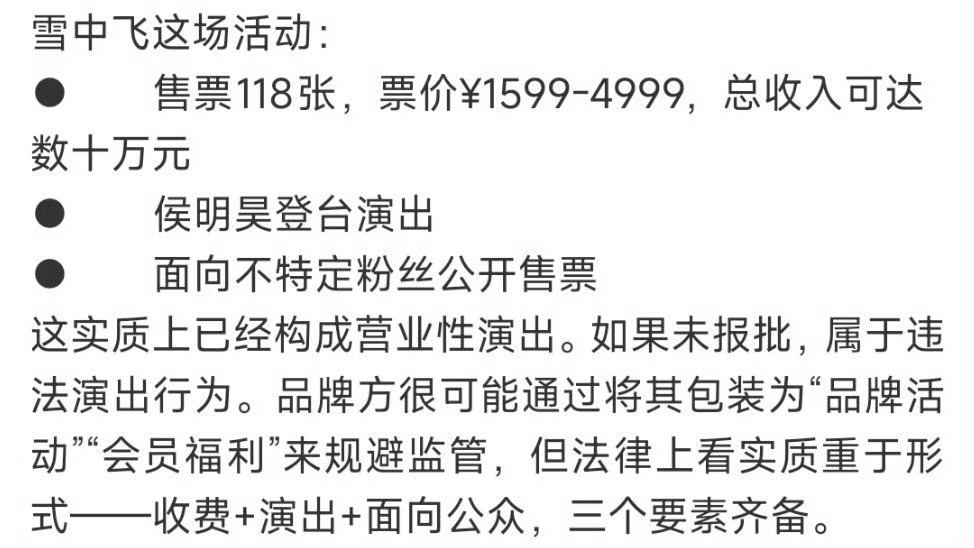 雪中飞这场活动：
● 售票118张，票价¥1599-4999，总收入可达
数十万元
● 侯明昊登台演出
● 面向不特定粉丝公开售票
这实质上已经构成营业性演出。如果未报批，属于违
法演出行为。品牌方很可能通过将其包装为“品牌活
动”“会员福利”来规避监管，但法律上看实质重于形
式——收费+演出+面向公众，三个要素齐备。